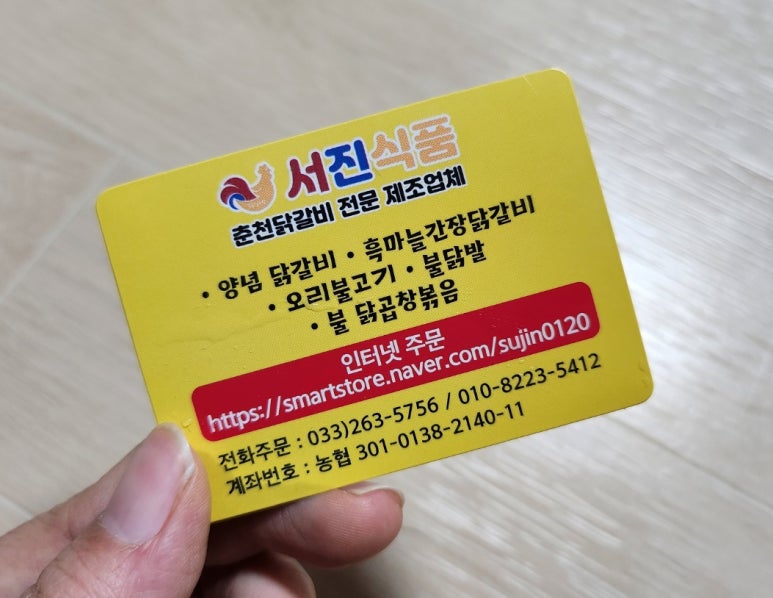 서진식품
춘천닭갈비 전문 제조업체
• 양념 닭갈비 • 흑마늘간장닭갈비
• 오리불고기 • 불닭발
• 불 닭곱창볶음
인터넷 주문
https://smartstore.naver.com/sujin0120
전화주문 : 033)263-5756 / 010-8223-5412
계좌번호 : 농협 301-0138-2140-11